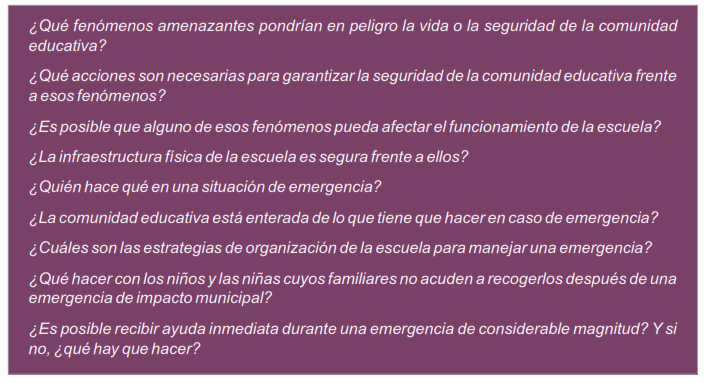 ¿Qué fenómenos amenazantes pondrían en peligro la vida o la seguridad de la comunidad
educativa?
¿Qué acciones son necesarias para garantizar la seguridad de la comunidad educativa frente
a esos fenómenos?
¿Es posible que alguno de esos fenómenos pueda afectar el funcionamiento de la escuela?
¿La infraestructura física de la escuela es segura frente a ellos?
¿Quién hace qué en una situación de emergencia?
¿La comunidad educativa está enterada de lo que tiene que hacer en caso de emergencia?
¿Cuáles son las estrategias de organización de la escuela para manejar una emergencia?
¿Qué hacer con los niños y las niñas cuyos familiares no acuden a recogerlos después de una
emergencia de impacto municipal?
¿Es posible recibir ayuda inmediata durante una emergencia de considerable magnitud? Y si
no, ¿qué hay que hacer?